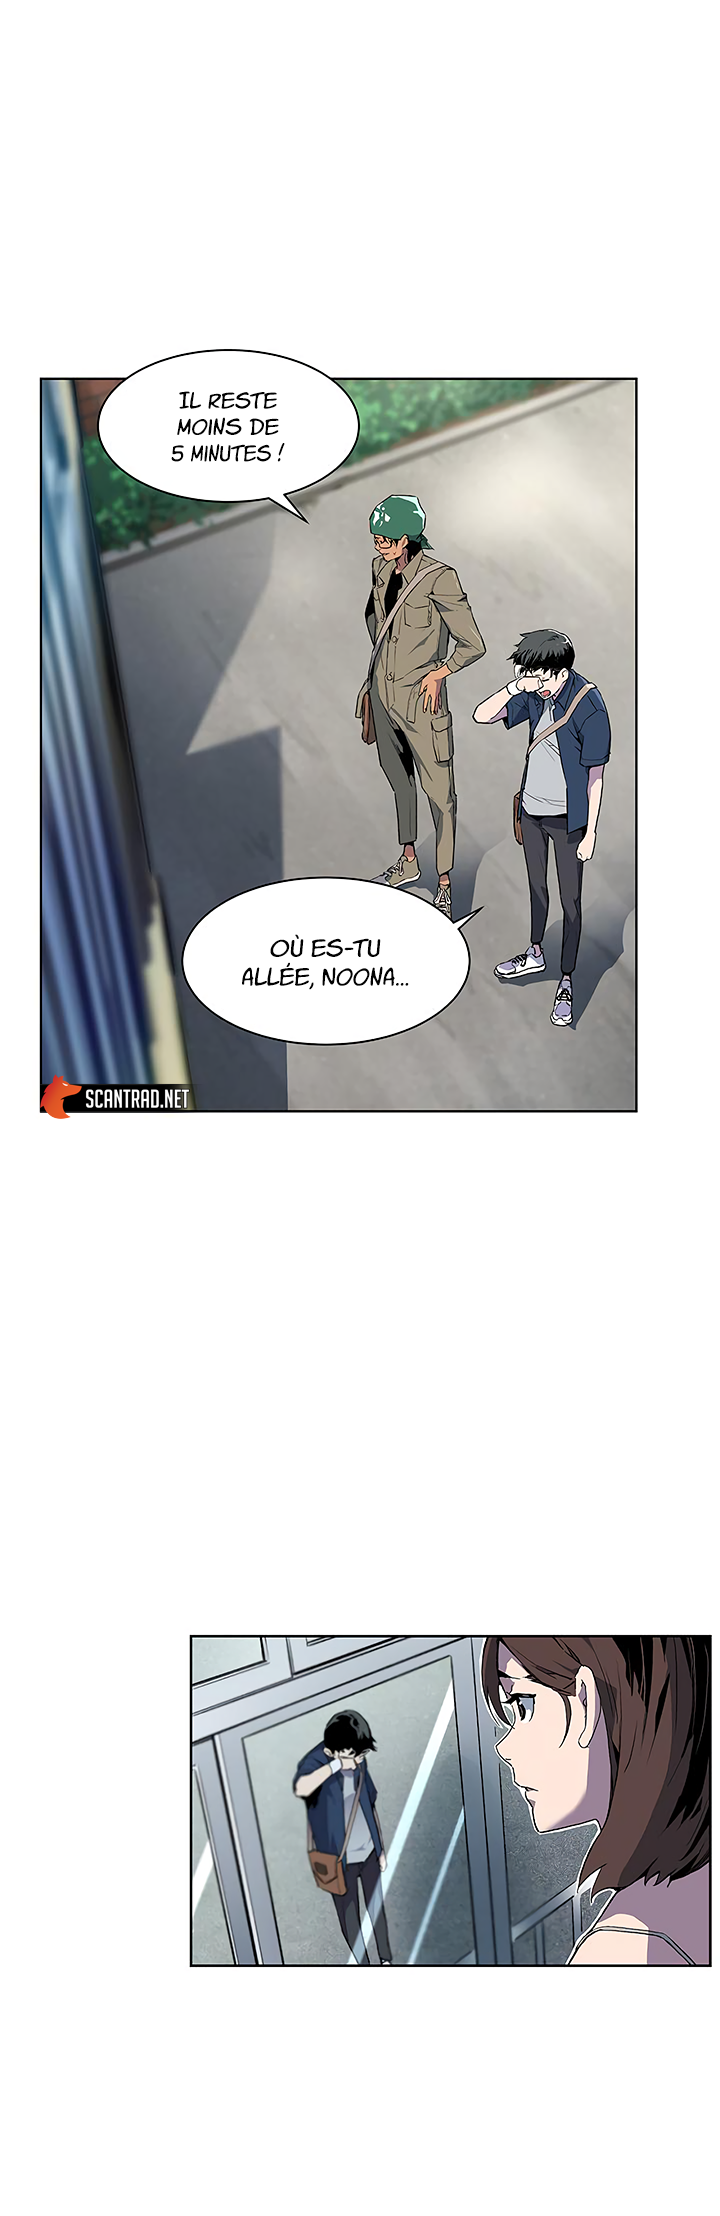 IL RESTE
MOINS DE
5 MINUTES !
OÙ ES-TU
ALLÉE, NOONA...
SCANTRAD.NET